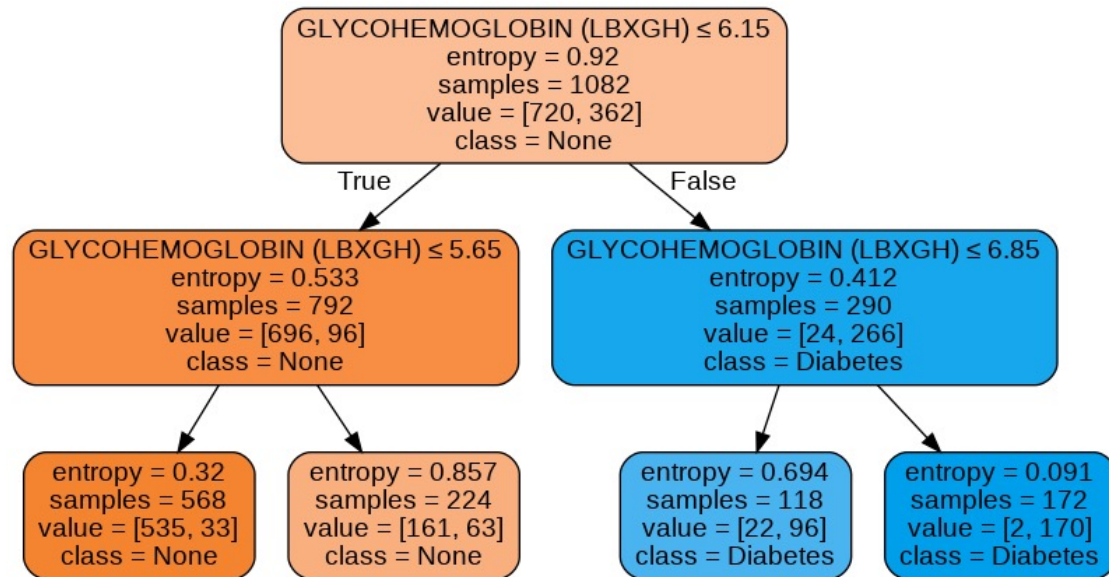 GLYCOHEMOGLOBIN (LBXGH) ≤ 6.15
entropy = 0.92
samples = 1082
value = [720, 362]
class = None
True
False
GLYCOHEMOGLOBIN (LBXGH) ≤ 5.65
entropy = 0.533
samples = 792
value = [696, 96]
class = None
GLYCOHEMOGLOBIN (LBXGH) ≤ 6.85
entropy = 0.412
samples = 290
value = [24, 266]
class = Diabetes
entropy = 0.32
samples = 568
value = [535, 33]
class = None
entropy = 0.857
samples = 224
value = [161, 63]
class = None
entropy = 0.694
samples = 118
value = [22, 96]
class = Diabetes
entropy = 0.091
samples = 172
value = [2, 170]
class = Diabetes